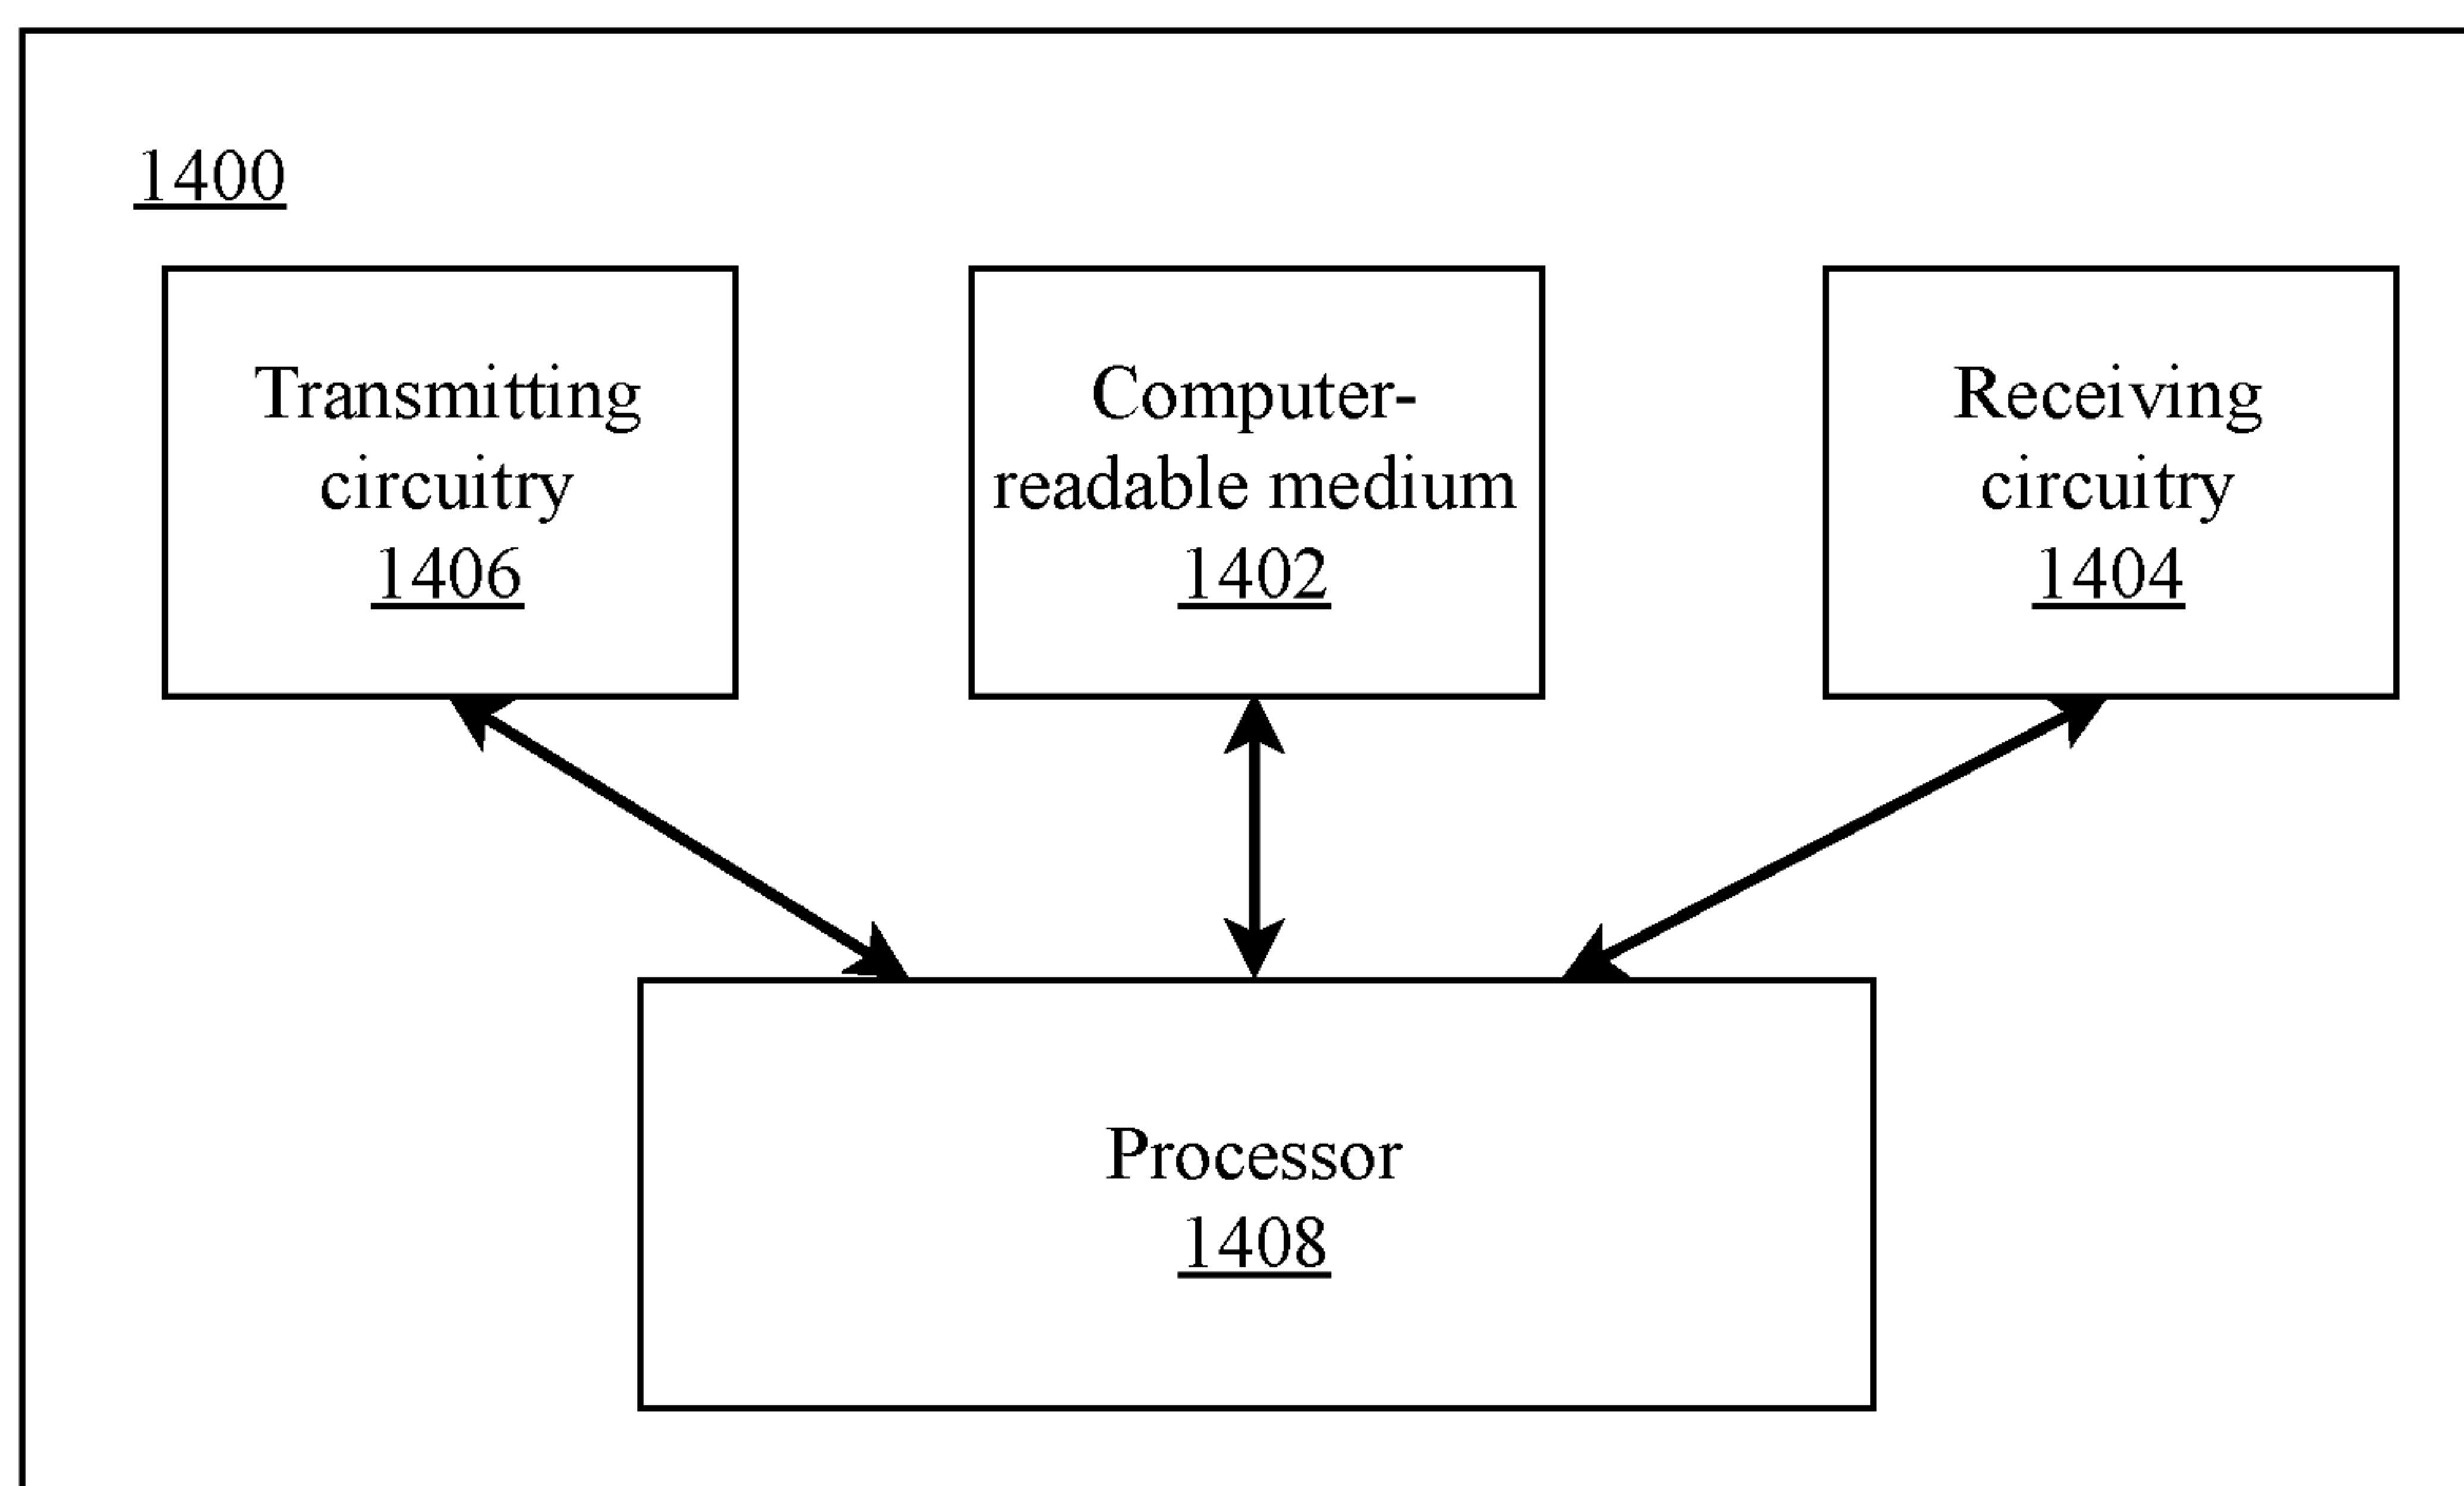 1400
Transmitting
circuitry
1406
Computer-
readable medium
1402
Receiving
circuitry
1404
Processor
1408